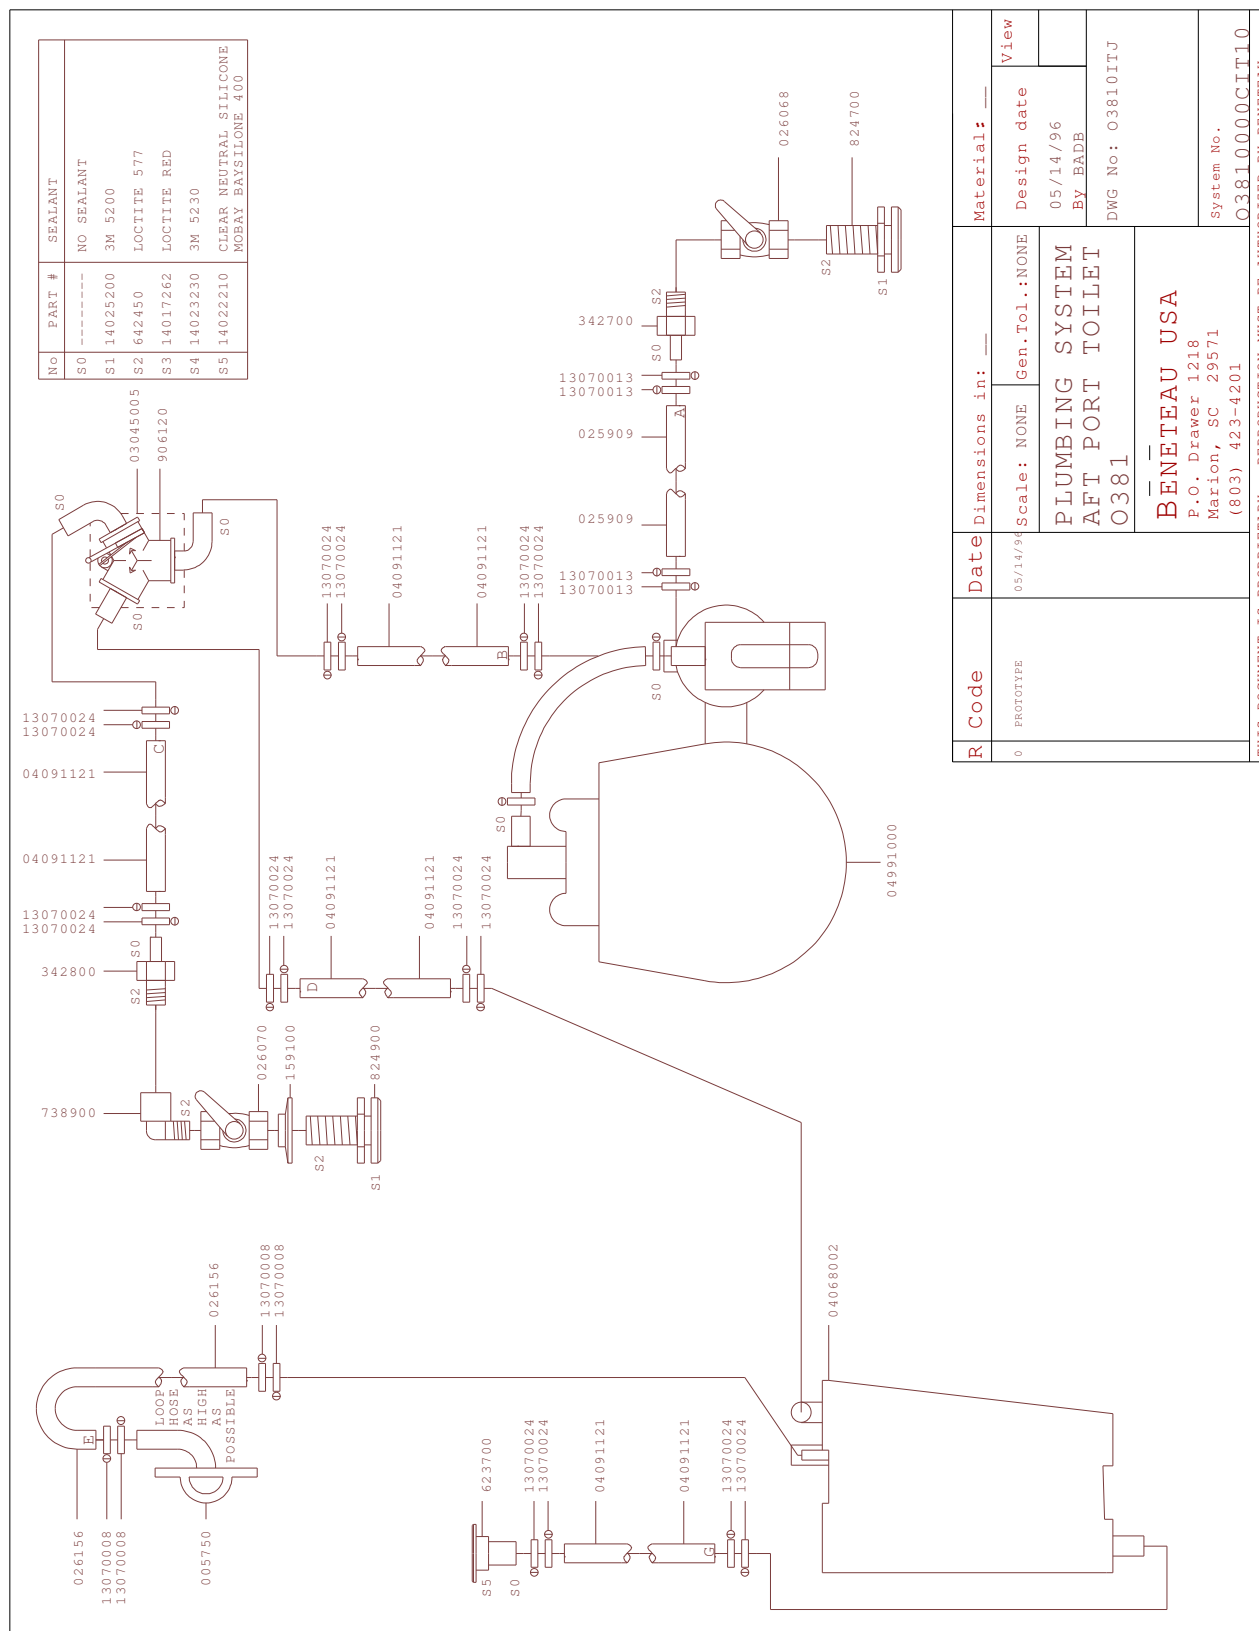 No PART # SEALANT
S0 -------- NO SEALANT
S1 14025200 3M 5200
S2 642450 LOCTITE 577
S3 14017262 LOCTITE RED
S4 14023230 3M 5230
S5 14022210 CLEAR NEUTRAL SILICONE
MOBAY BAYSILONE 400
03045005
906120
S0
S0
S0
13070024
13070024
04091121
04091121
13070024
13070024
B
026068
824700
S2
S1
342700
S2
S0
13070013
13070013
A
025909
025909
13070013
13070013
S0
S0
04991000
13070024
13070024
C
04091121
04091121
13070024
13070024
342800
S0
S2
738900
S2
026070
159100
824900
S2
S1
13070024
13070024
04091121
D
04091121
13070024
13070024
026156
13070008
13070008
LOOP
HOSE
AS
HIGH
AS
POSSIBLE
E
026156
13070008
13070008
005750
04068002
623700
S5
S0
13070024
13070024
04091121
04091121
G
13070024
13070024
R Code Date Dimensions in: __ Material: __
0 PROTOTYPE 05/14/96
Scale: NONE Gen.Tol.:NONE
Design date View
05/14/96
By BADB
PLUMBING SYSTEM
AFT PORT TOILET
O381
DWG No: O3810ITJ
BENETEAU USA
P.O. Drawer 1218
Marion, SC 29571
(803) 423-4201
System No.
O3810000CIT10